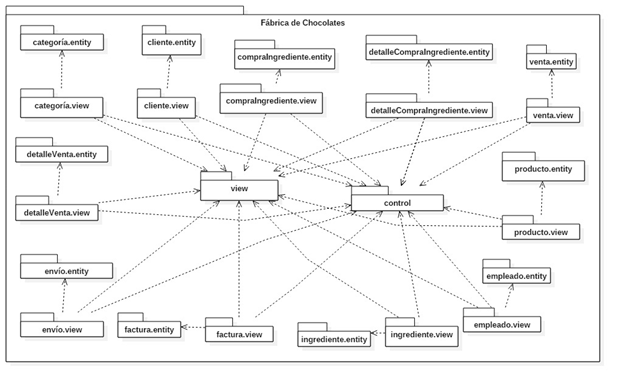 Fábrica de Chocolates
categoría.entity
cliente.entity
compraIngrediente.entity
detalleCompraIngrediente.entity
venta.entity
categoría.view
cliente.view
compraIngrediente.view
detalleCompraIngrediente.view
venta.view
detalleVenta.entity
producto.entity
view
control
detalleVenta.view
producto.view
envío.entity
empleado.entity
envío.view
factura.entity
factura.view
ingrediente.entity
ingrediente.view
empleado.view